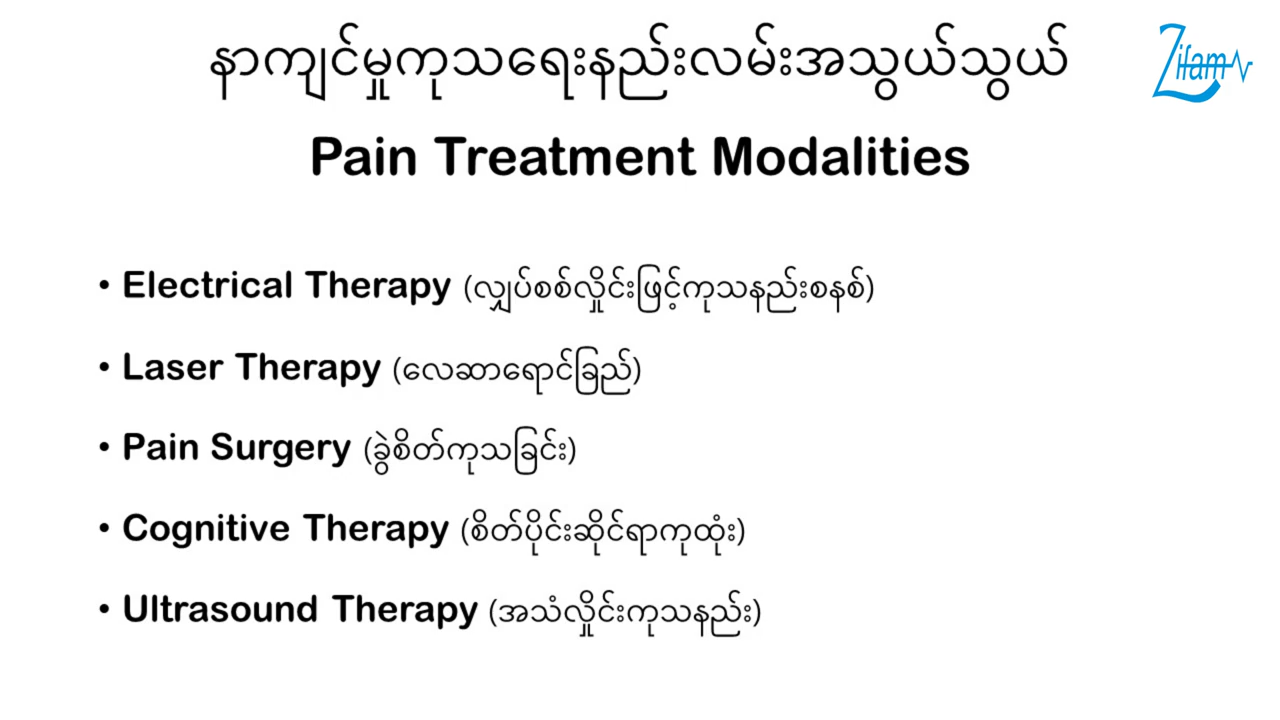 နာကျင်မှုကုသရေးနည်းလမ်းအသွယ်သွယ်
Zifam
Pain Treatment Modalities
• Electrical Therapy (လျှပ်စစ်လှိုင်းဖြင့်ကုသနည်းစနစ်)
• Laser Therapy (လေဆာရောင်ခြည်)
• Pain Surgery (ခွဲစိတ်ကုသခြင်း)
• Cognitive Therapy (စိတ်ပိုင်းဆိုင်ရာကုထုံး)
• Ultrasound Therapy (အသံလှိုင်းကုသနည်း)